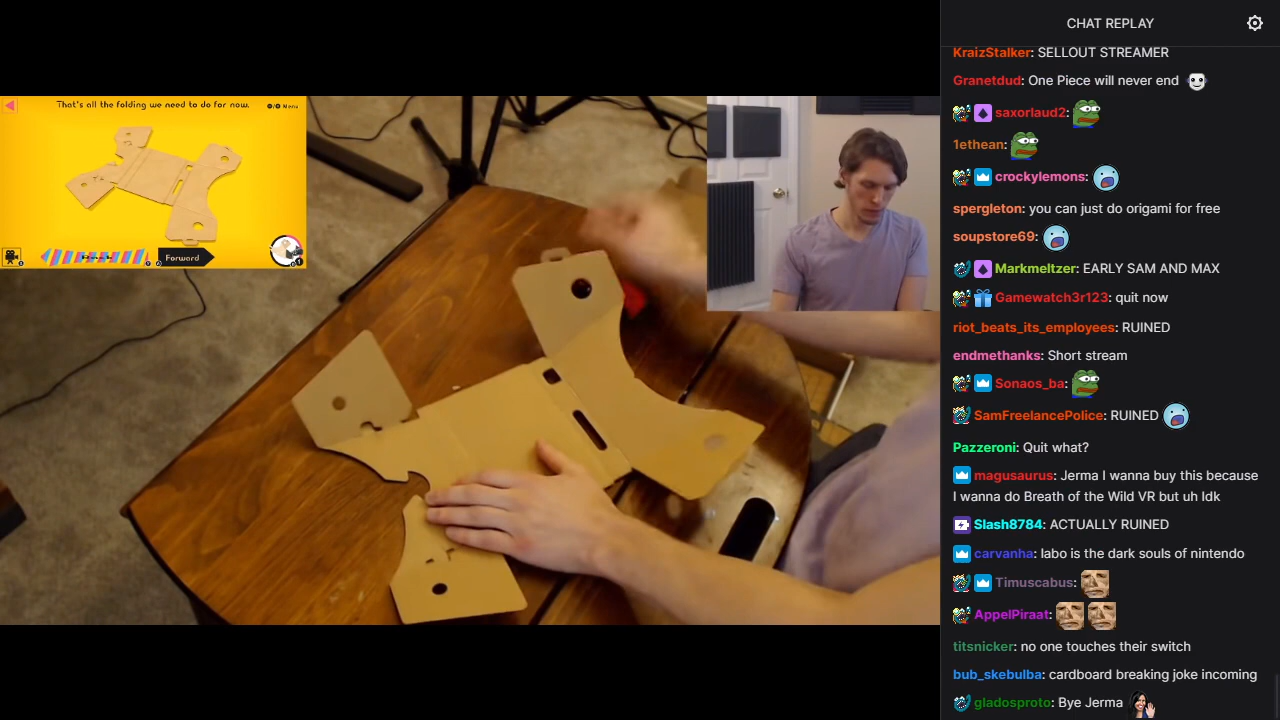 That's all the folding we need to do for now.
Menu
Forward
CHAT REPLAY
KraizStalker: SELLOUT STREAMER
Granetdud: One Piece will never end
saxorlaud2:
1ethean:
crockylemons:
spergleton: you can just do origami for free
soupstore69:
Markmeltzer: EARLY SAM AND MAX
Gamewatch3r123: quit now
riot_beats_its_employees: RUINED
endmethanks: Short stream
Sonaos_ba:
SamFreelancePolice: RUINED
Pazzeroni: Quit what?
magusaurus: Jerma I wanna buy this because
I wanna do Breath of the Wild VR but uh Idk
Slash8784: ACTUALLY RUINED
carvanha: labo is the dark souls of nintendo
Timuscabus:
AppelPiraat:
titsnicker: no one touches their switch
bub_skebulba: cardboard breaking joke incoming
gladosproto: Bye Jerma